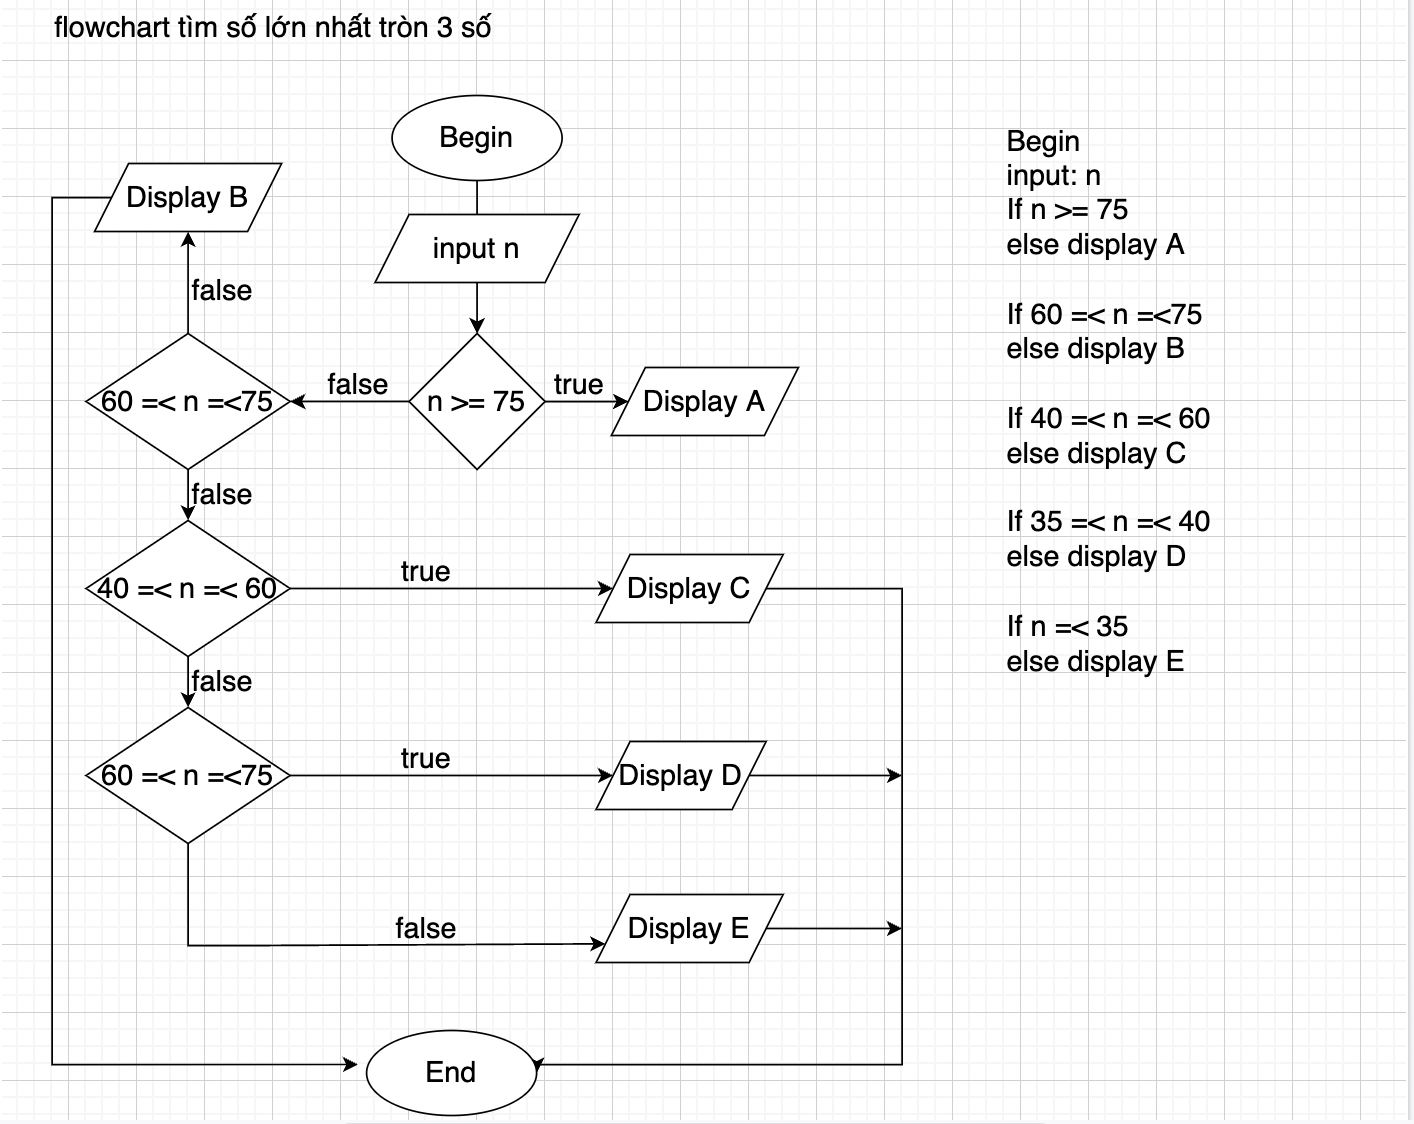 flowchart tìm số lớn nhất tròn 3 số
Begin
input n
n >= 75
true
Display A
false
60 =< n =<75
false
Display B
false
40 =< n =< 60
true
Display C
false
60 =< n =<75
true
Display D
false
Display E
End
Begin
input: n
If n >= 75
else display A
If 60 =< n =<75
else display B
If 40 =< n =< 60
else display C
If 35 =< n =< 40
else display D
If n =< 35
else display E